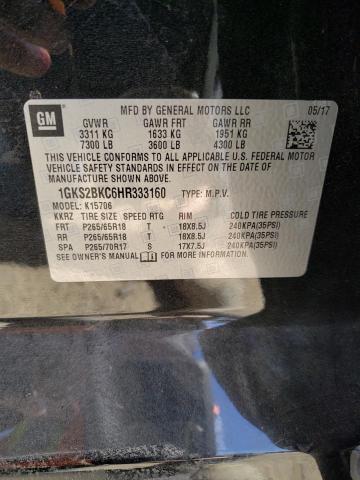 MFD BY GENERAL MOTORS LLC 05/17
GM
GVWR GAWR FRT GAWR RR
3311 KG 1633 KG 1951 KG
7300 LB 3600 LB 4300 LB
THIS VEHICLE CONFORMS TO ALL APPLICABLE U.S. FEDERAL MOTOR
VEHICLE SAFETY STANDARDS IN EFFECT ON THE DATE OF
MANUFACTURE SHOWN ABOVE.
1GKS2BKC6HR333160 TYPE: M.P.V.
MODEL: K15706
KKRZ TIRE SIZE SPEED RTG RIM COLD TIRE PRESSURE
FRT P265/65R18 T 18X8.5J 240KPA(35PSI)
RR P265/65R18 T 18X8.5J 240KPA(35PSI)
SPA P265/70R17 S 17X7.5J 240KPA(35PSI)
SEE OWNER'S MANUAL FOR MORE INFORMATION.